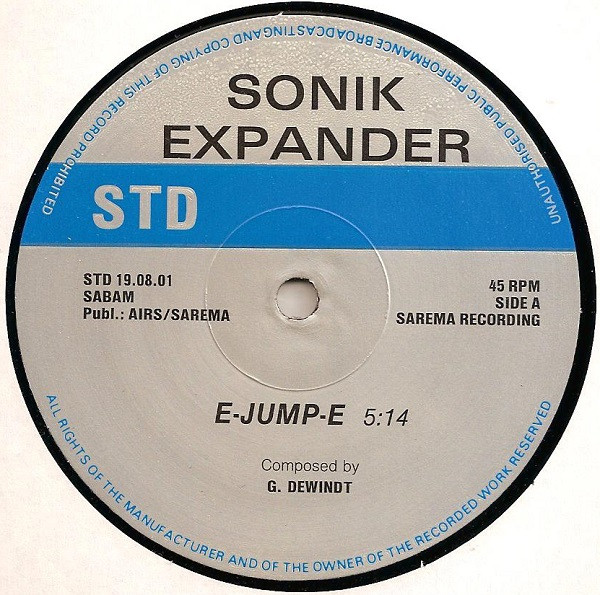 UNAUTHORISED PUBLIC PERFORMANCE BROADCASTING AND COPYING OF THIS RECORD PROHIBITED
SONIK
EXPANDER
STD
STD 19.08.01
SABAM
Publ.: AIRS/SAREMA
45 RPM
SIDE A
SAREMA RECORDING
E-JUMP-E 5:14
Composed by
G. DEWINDT
ALL RIGHTS OF THE MANUFACTURER AND OF THE OWNER OF THE RECORDED WORK RESERVED